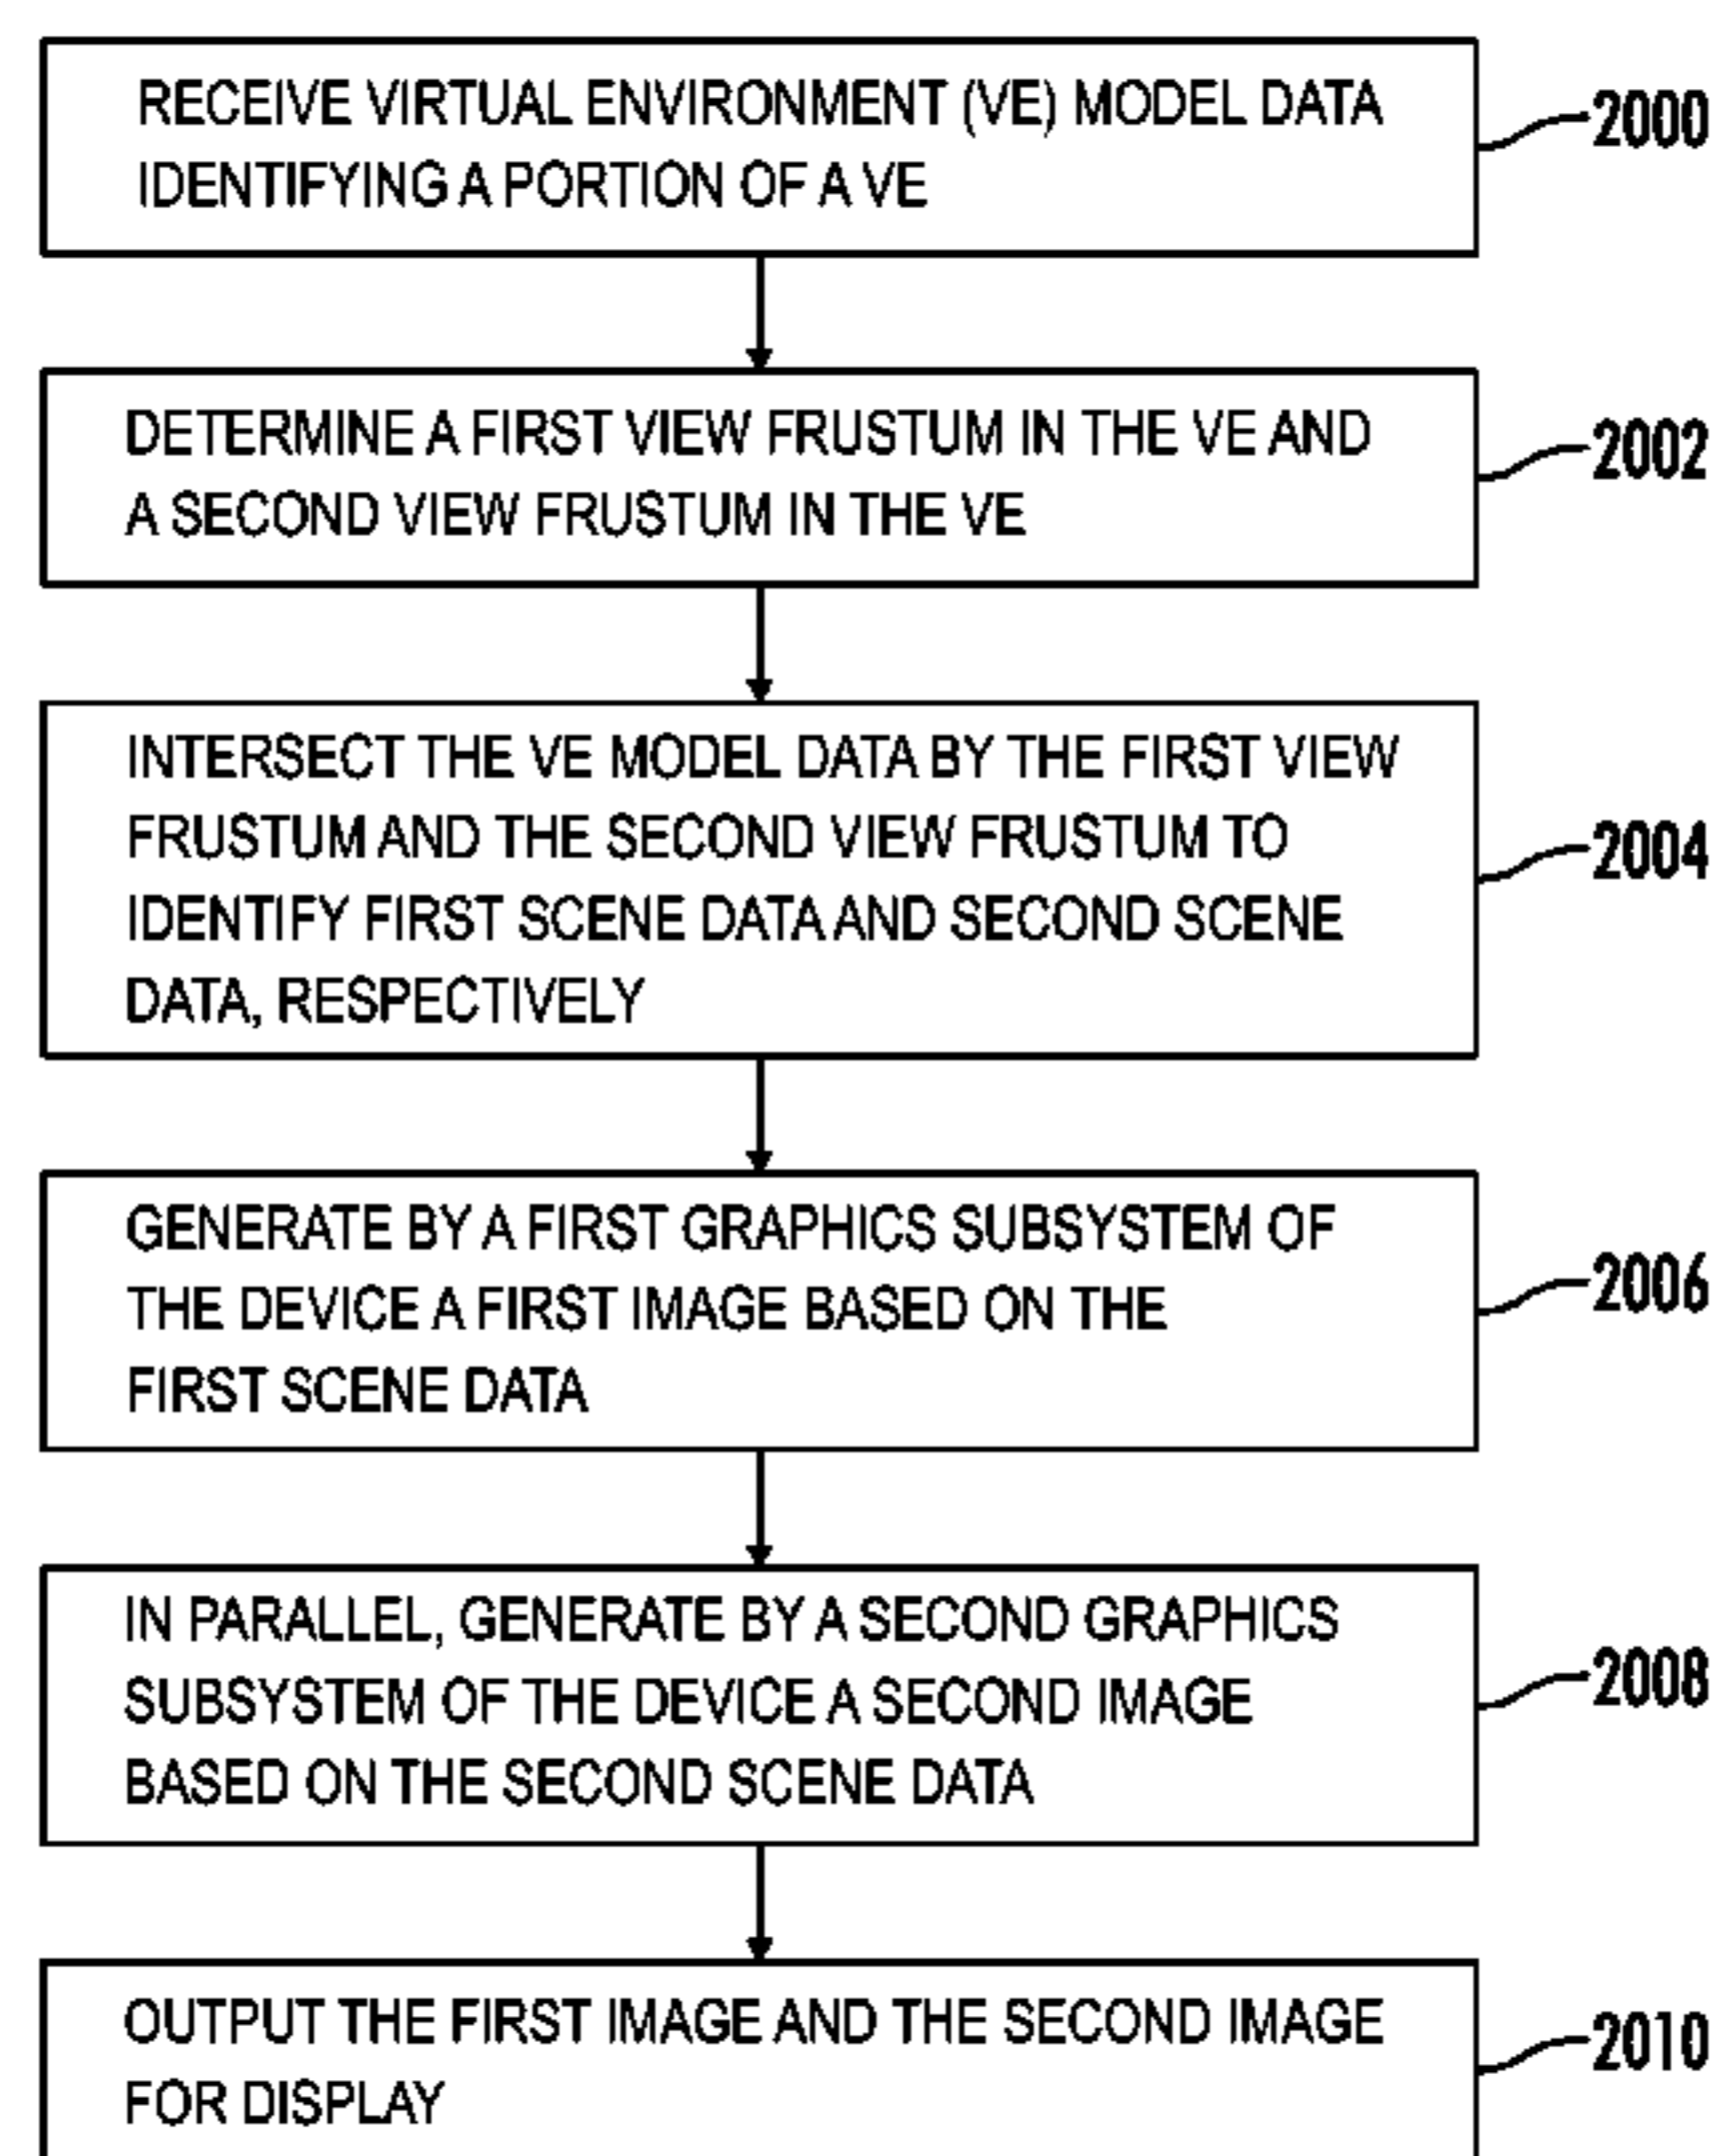 RECEIVE VIRTUAL ENVIRONMENT (VE) MODEL DATA
IDENTIFYING A PORTION OF A VE
2000
DETERMINE A FIRST VIEW FRUSTUM IN THE VE AND
A SECOND VIEW FRUSTUM IN THE VE
2002
INTERSECT THE VE MODEL DATA BY THE FIRST VIEW
FRUSTUM AND THE SECOND VIEW FRUSTUM TO
IDENTIFY FIRST SCENE DATA AND SECOND SCENE
DATA, RESPECTIVELY
2004
GENERATE BY A FIRST GRAPHICS SUBSYSTEM OF
THE DEVICE A FIRST IMAGE BASED ON THE
FIRST SCENE DATA
2006
IN PARALLEL, GENERATE BY A SECOND GRAPHICS
SUBSYSTEM OF THE DEVICE A SECOND IMAGE
BASED ON THE SECOND SCENE DATA
2008
OUTPUT THE FIRST IMAGE AND THE SECOND IMAGE
FOR DISPLAY
2010